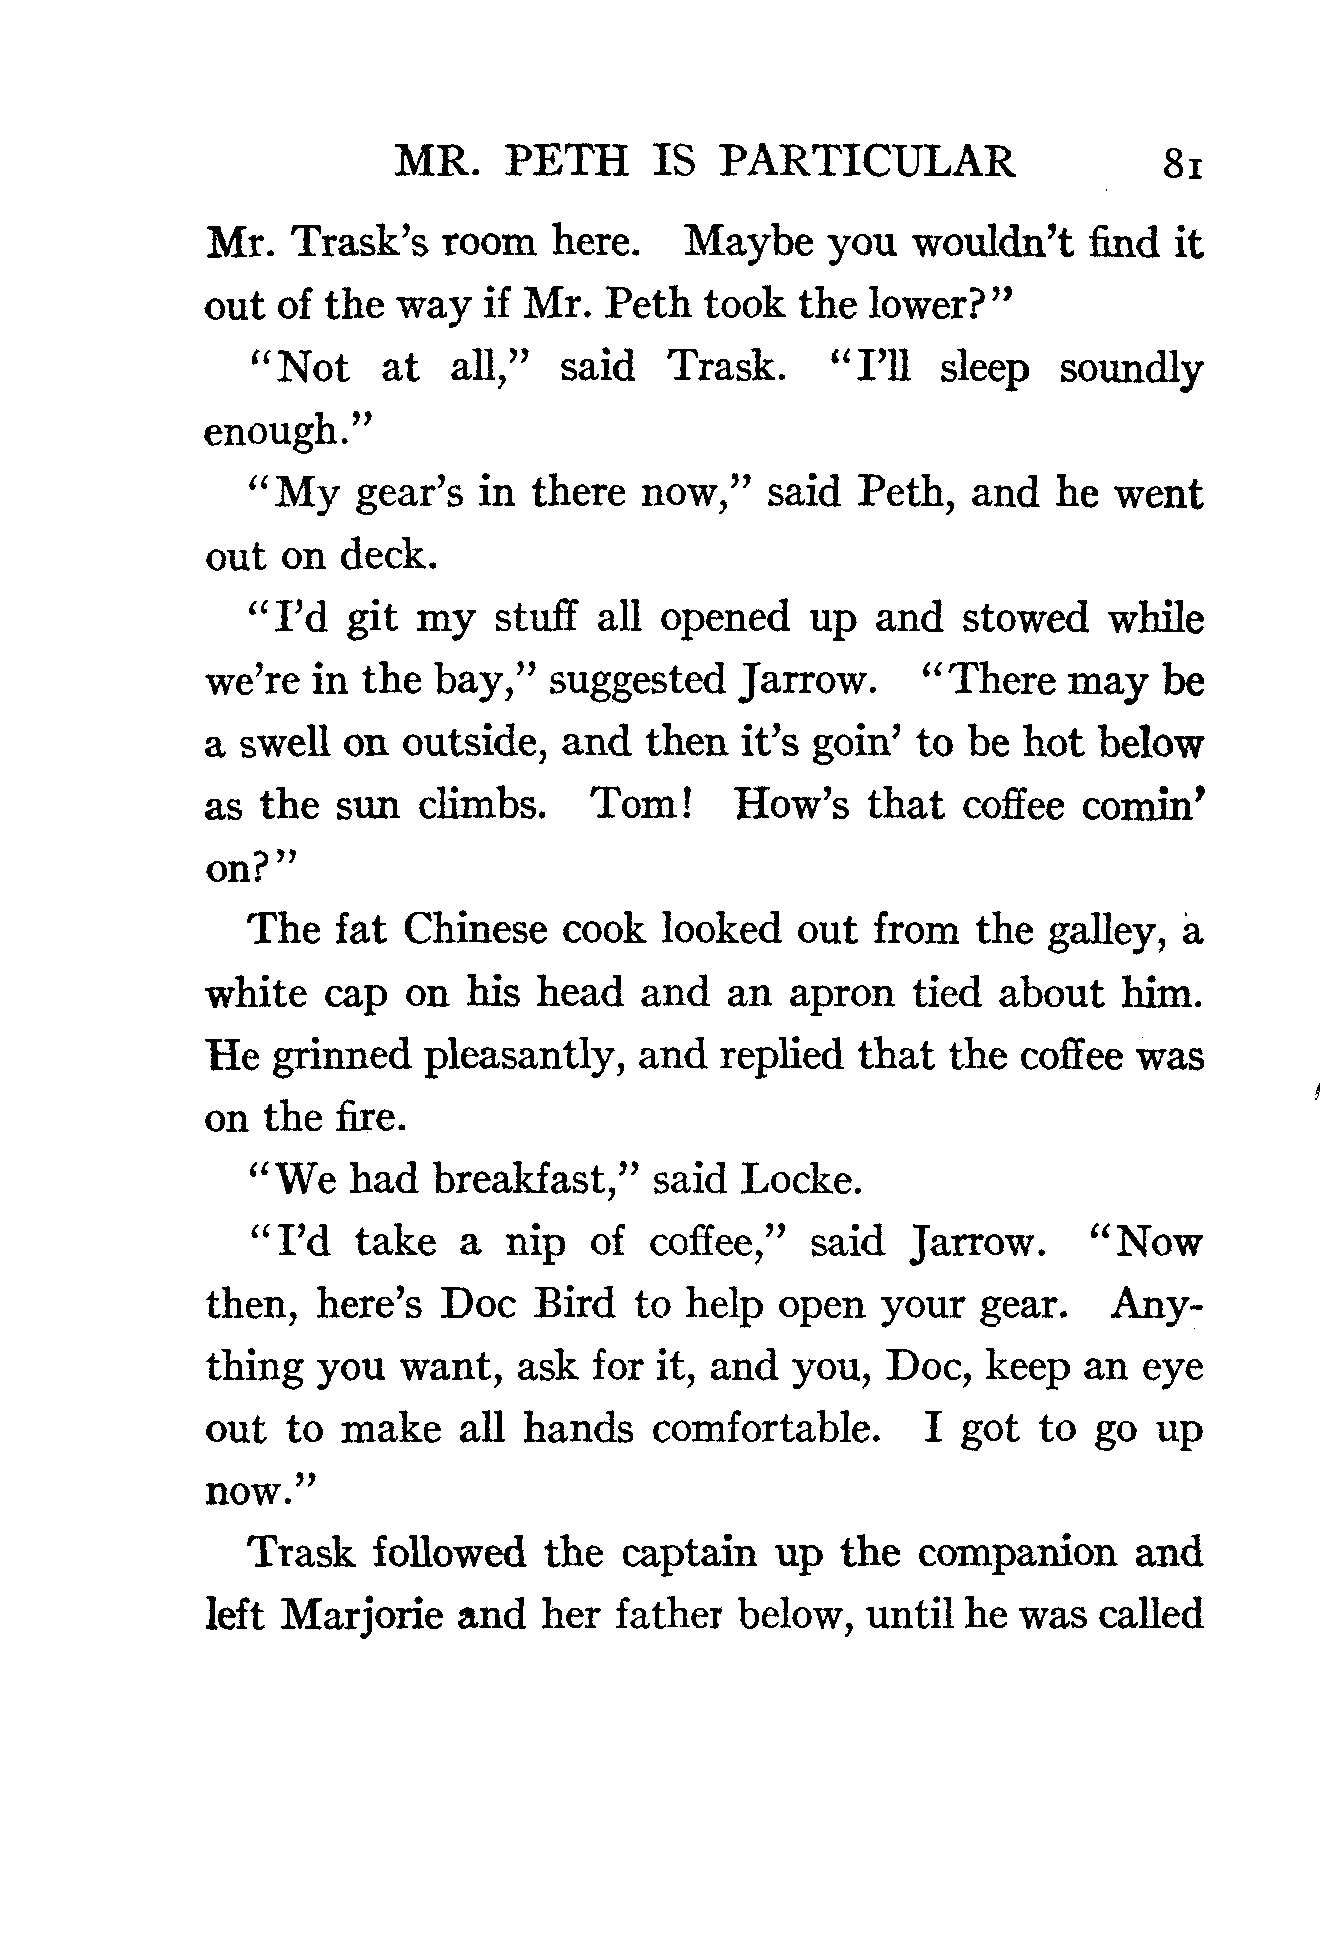 MR. PETH IS PARTICULAR 81
Mr. Trask's room here. Maybe you wouldn't find it
out of the way if Mr. Peth took the lower?"
"Not at all," said Trask. "I'll sleep soundly
enough."
"My gear's in there now," said Peth, and he went
out on deck.
"I'd git my stuff all opened up and stowed while
we're in the bay," suggested Jarrow. "There may be
a swell on outside, and then it's goin' to be hot below
as the sun climbs. Tom! How's that coffee comin'
on?"
The fat Chinese cook looked out from the galley, a
white cap on his head and an apron tied about him.
He grinned pleasantly, and replied that the coffee was
on the fire.
"We had breakfast," said Locke.
"I'd take a nip of coffee," said Jarrow. "Now
then, here's Doc Bird to help open your gear. Any-
thing you want, ask for it, and you, Doc, keep an eye
out to make all hands comfortable. I got to go up
now."
Trask followed the captain up the companion and
left Marjorie and her father below, until he was called